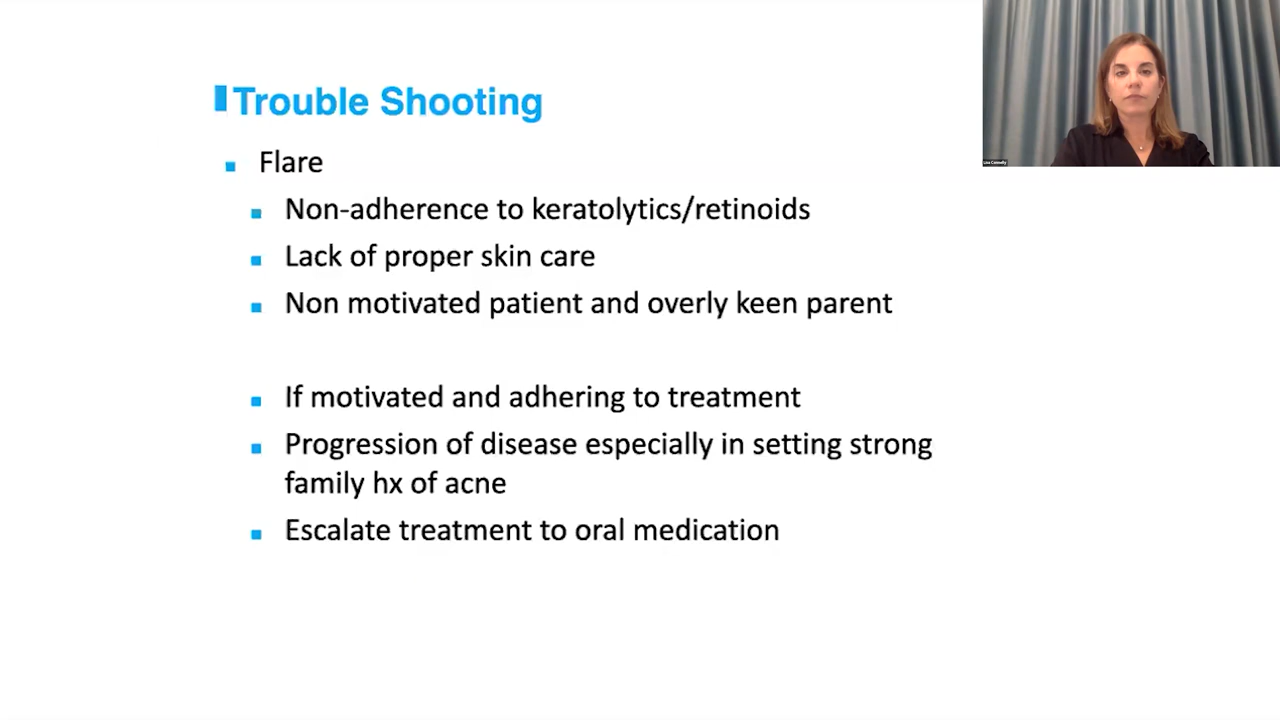 Trouble Shooting
Flare
Non-adherence to keratolytics/retinoids
Lack of proper skin care
Non motivated patient and overly keen parent
If motivated and adhering to treatment
Progression of disease especially in setting strong
family hx of acne
Escalate treatment to oral medication
Lisa Connelly